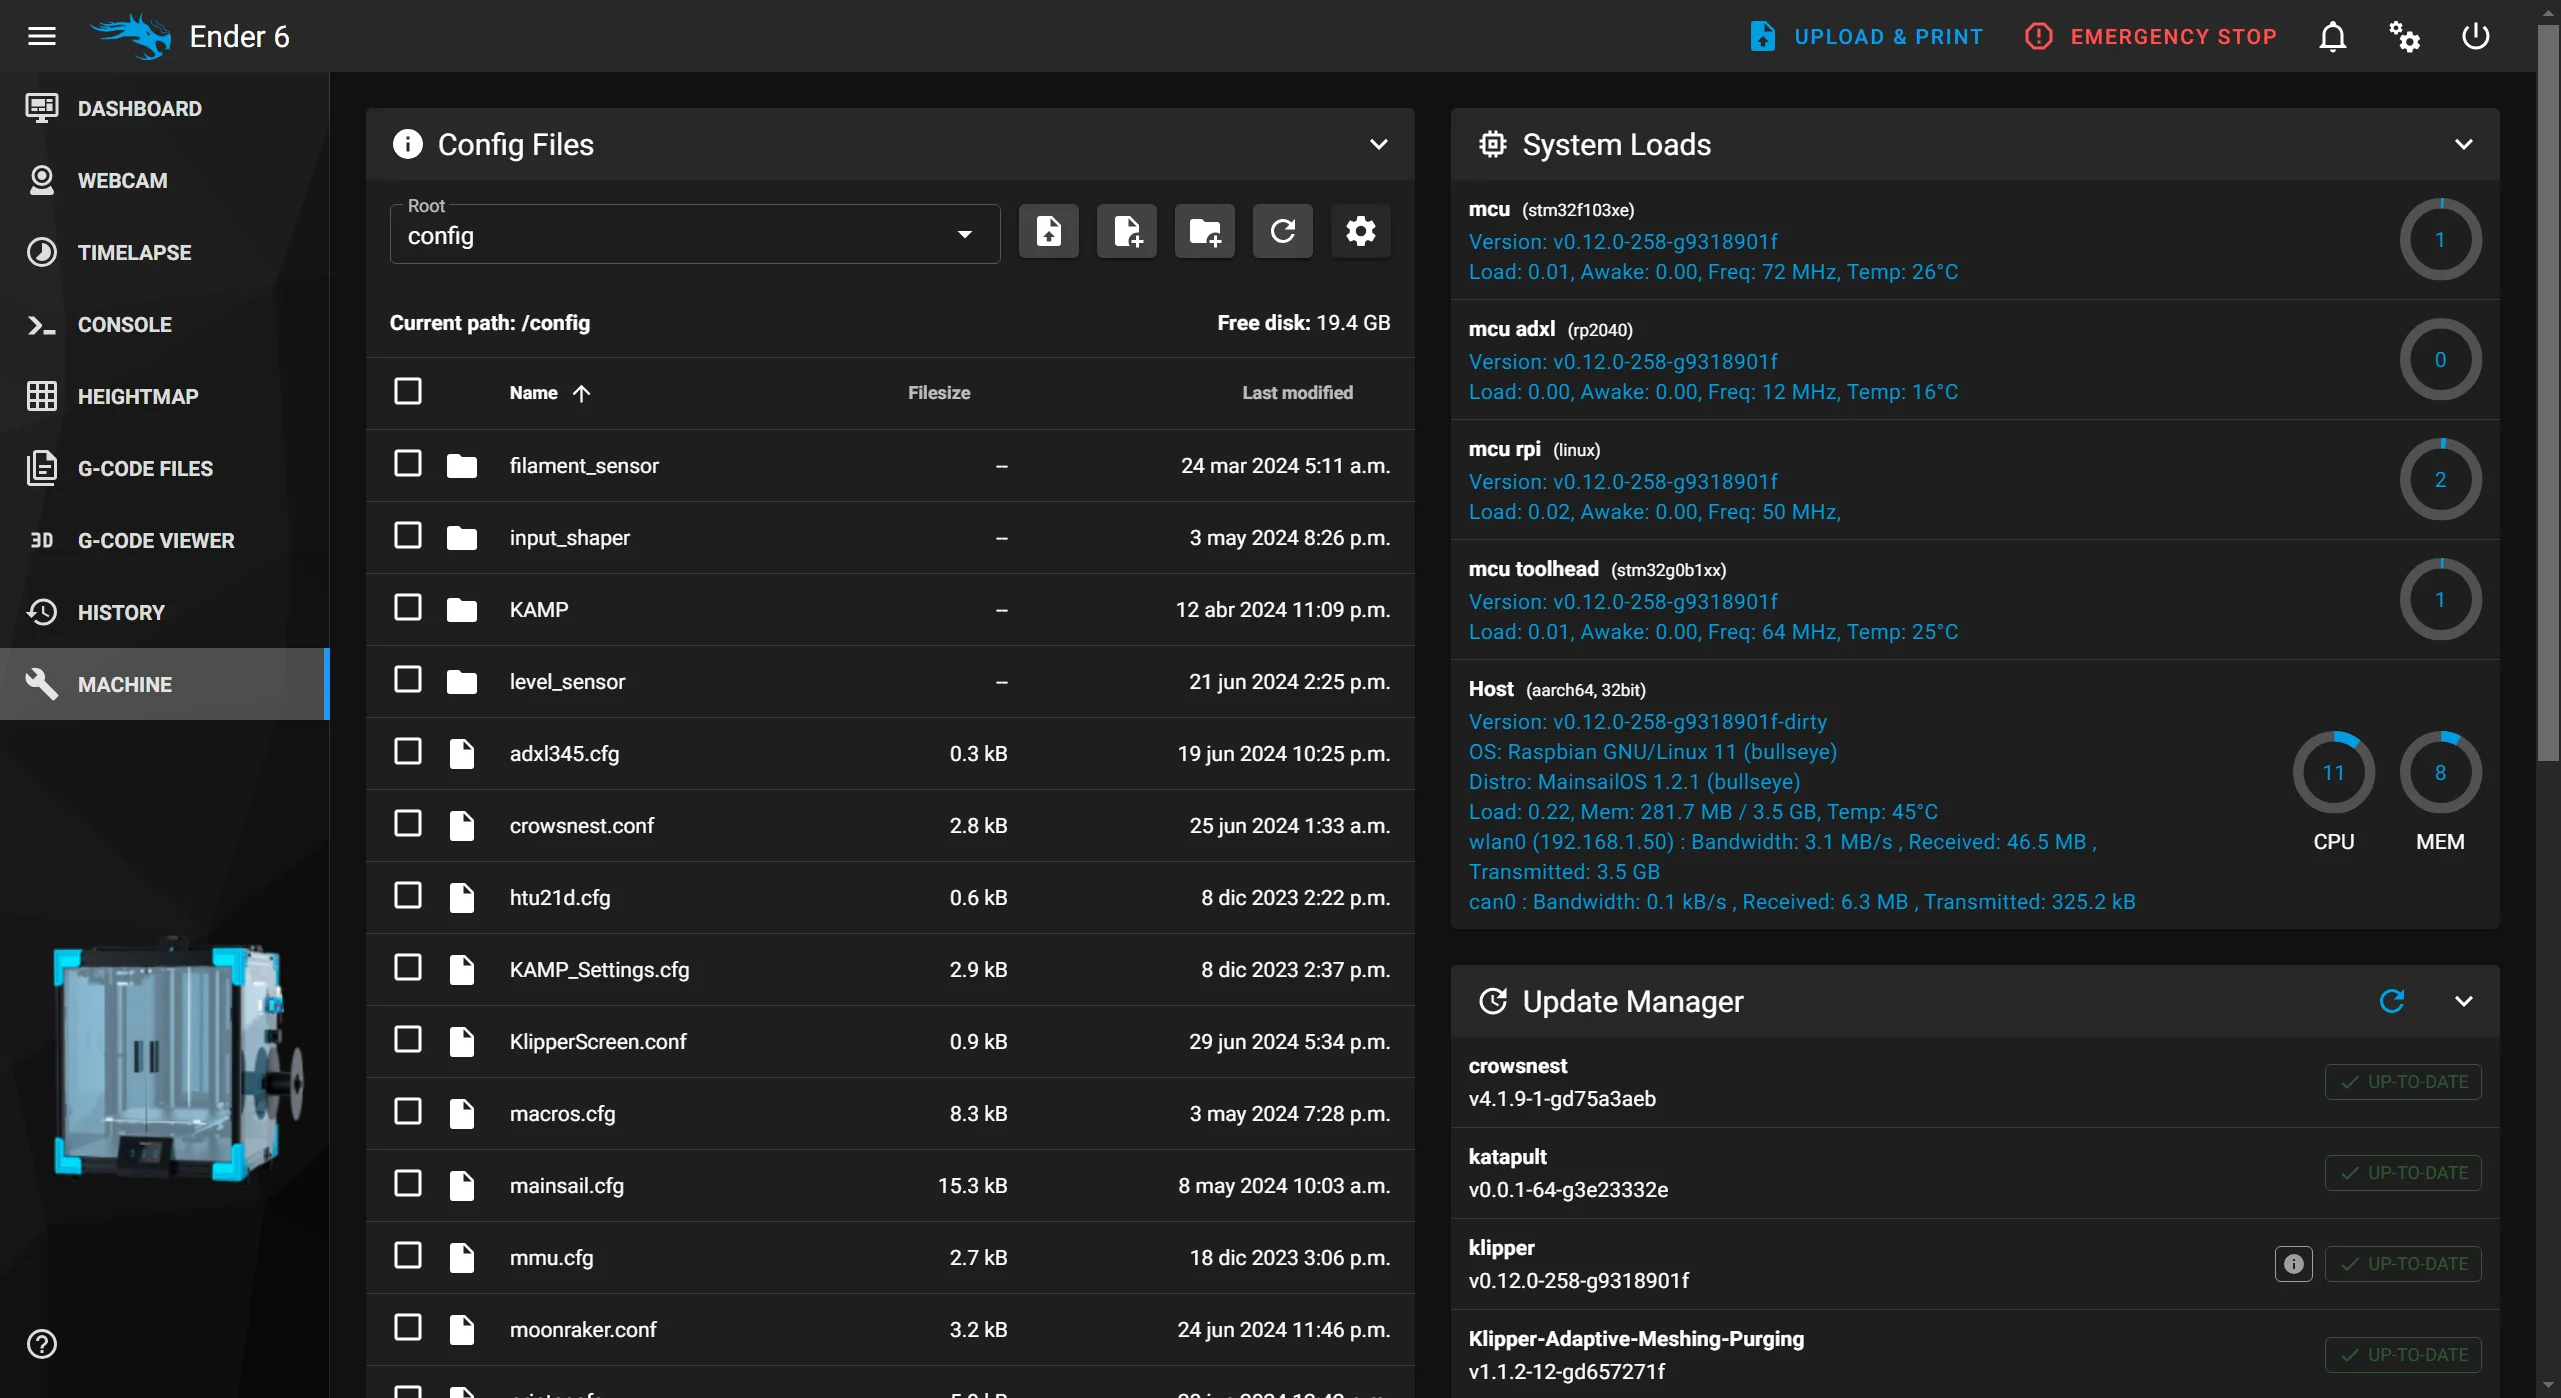 Ender 6
UPLOAD & PRINT
EMERGENCY STOP
DASHBOARD
WEBCAM
TIMELAPSE
CONSOLE
HEIGHTMAP
G-CODE FILES
3D G-CODE VIEWER
HISTORY
MACHINE
Config Files
Root
config
Current path: /config
Free disk: 19.4 GB
Name Filesize Last modified
filament_sensor -- 24 mar 2024 5:11 a.m.
input_shaper -- 3 may 2024 8:26 p.m.
KAMP -- 12 abr 2024 11:09 p.m.
level_sensor -- 21 jun 2024 2:25 p.m.
adxl345.cfg 0.3 kB 19 jun 2024 10:25 p.m.
crowsnest.conf 2.8 kB 25 jun 2024 1:33 a.m.
htu21d.cfg 0.6 kB 8 dic 2023 2:22 p.m.
KAMP_Settings.cfg 2.9 kB 8 dic 2023 2:37 p.m.
KlipperScreen.conf 0.9 kB 29 jun 2024 5:34 p.m.
macros.cfg 8.3 kB 3 may 2024 7:28 p.m.
mainsail.cfg 15.3 kB 8 may 2024 10:03 a.m.
mmu.cfg 2.7 kB 18 dic 2023 3:06 p.m.
moonraker.conf 3.2 kB 24 jun 2024 11:46 p.m.
System Loads
mcu (stm32f103xe)
Version: v0.12.0-258-g9318901f
Load: 0.01, Awake: 0.00, Freq: 72 MHz, Temp: 26°C
1
mcu adxl (rp2040)
Version: v0.12.0-258-g9318901f
Load: 0.00, Awake: 0.00, Freq: 12 MHz, Temp: 16°C
0
mcu rpi (linux)
Version: v0.12.0-258-g9318901f
Load: 0.02, Awake: 0.00, Freq: 50 MHz,
2
mcu toolhead (stm32g0b1xx)
Version: v0.12.0-258-g9318901f
Load: 0.01, Awake: 0.00, Freq: 64 MHz, Temp: 25°C
1
Host (aarch64, 32bit)
Version: v0.12.0-258-g9318901f-dirty
OS: Raspbian GNU/Linux 11 (bullseye)
Distro: MainsailOS 1.2.1 (bullseye)
Load: 0.22, Mem: 281.7 MB / 3.5 GB, Temp: 45°C
wlan0 (192.168.1.50) : Bandwidth: 3.1 MB/s , Received: 46.5 MB ,
Transmitted: 3.5 GB
can0 : Bandwidth: 0.1 kB/s , Received: 6.3 MB , Transmitted: 325.2 kB
11 8
CPU MEM
Update Manager
crowsnest
v4.1.9-1-gd75a3aeb
UP-TO-DATE
katapult
v0.0.1-64-g3e23332e
UP-TO-DATE
klipper
v0.12.0-258-g9318901f
UP-TO-DATE
Klipper-Adaptive-Meshing-Purging
v1.1.2-12-gd657271f
UP-TO-DATE